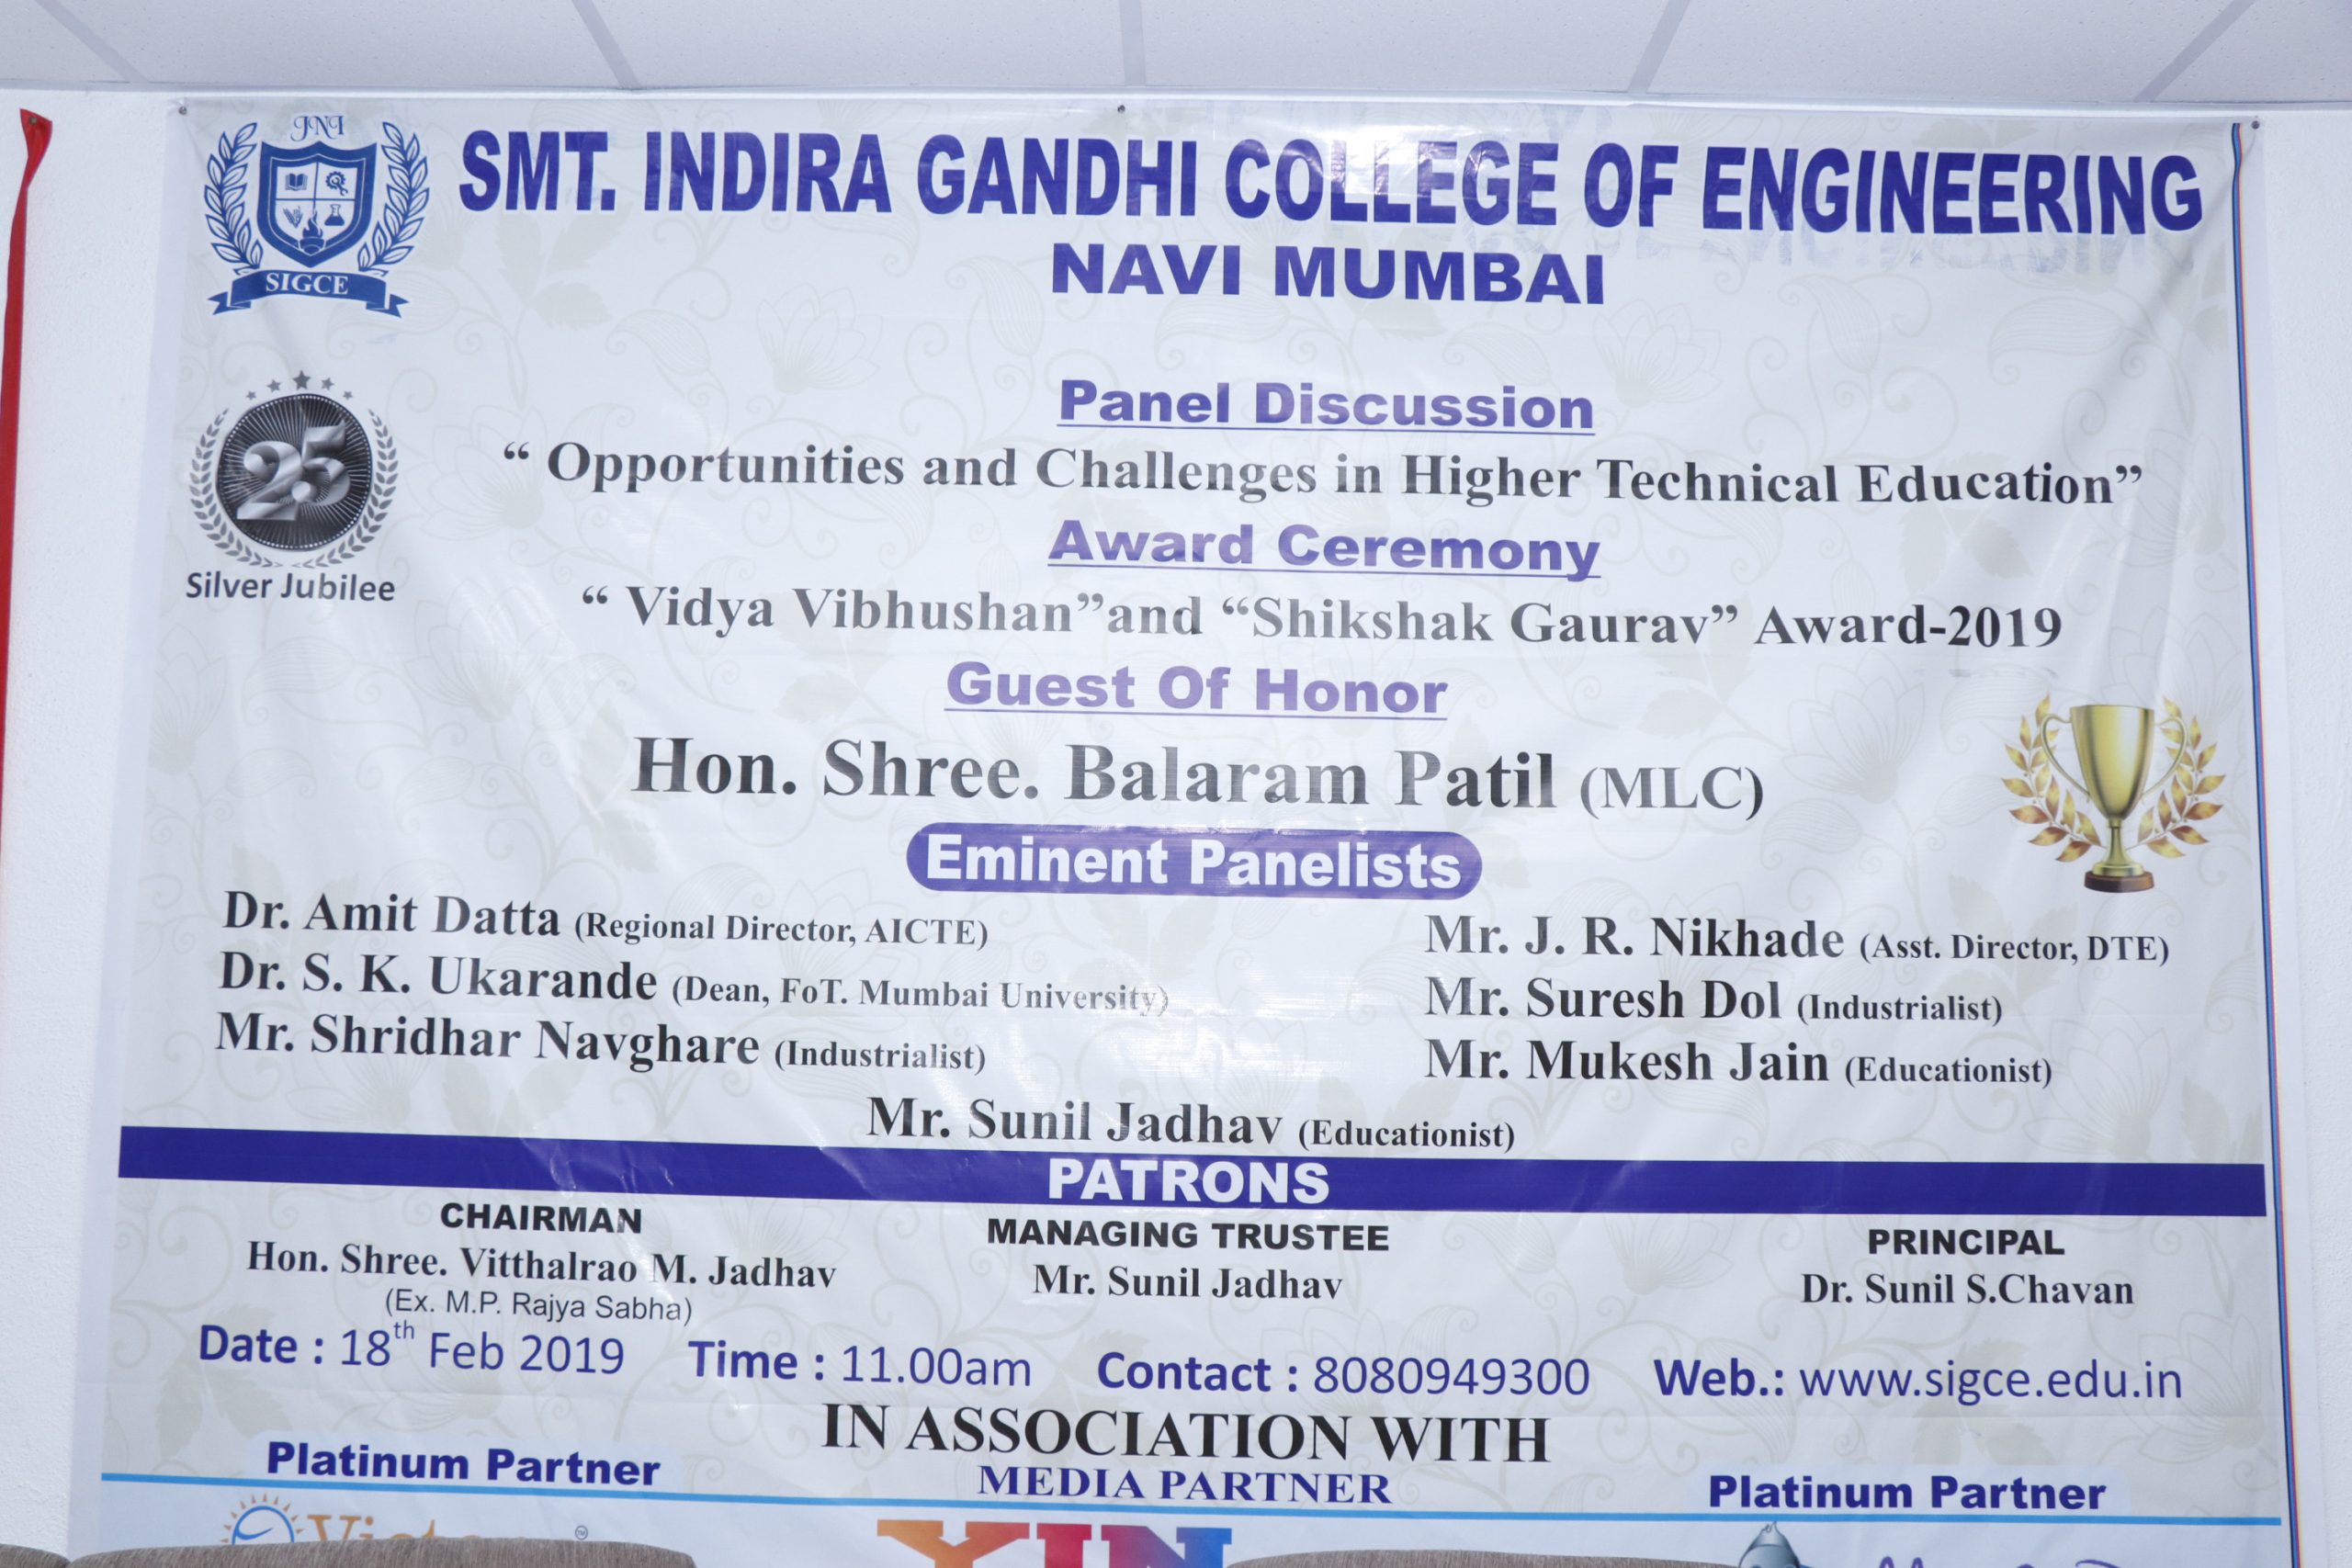 JNI
SIGCE
SMT. INDIRA GANDHI COLLEGE OF ENGINEERING
NAVI MUMBAI
25
Silver Jubilee
Panel Discussion
“ Opportunities and Challenges in Higher Technical Education”
Award Ceremony
“ Vidya Vibhushan”and “Shikshak Gaurav” Award-2019
Guest Of Honor
Hon. Shree. Balaram Patil (MLC)
Eminent Panelists
Dr. Amit Datta (Regional Director, AICTE)
Dr. S. K. Ukarande (Dean, FoT. Mumbai University)
Mr. Shridhar Navghare (Industrialist)
Mr. J. R. Nikhade (Asst. Director, DTE)
Mr. Suresh Dol (Industrialist)
Mr. Mukesh Jain (Educationist)
Mr. Sunil Jadhav (Educationist)
PATRONS
CHAIRMAN
Hon. Shree. Vitthalrao M. Jadhav
(Ex. M.P. Rajya Sabha)
MANAGING TRUSTEE
Mr. Sunil Jadhav
PRINCIPAL
Dr. Sunil S.Chavan
Date : 18th Feb 2019 Time : 11.00am Contact : 8080949300 Web.: www.sigce.edu.in
IN ASSOCIATION WITH
Platinum Partner
MEDIA PARTNER
Platinum Partner
YIN